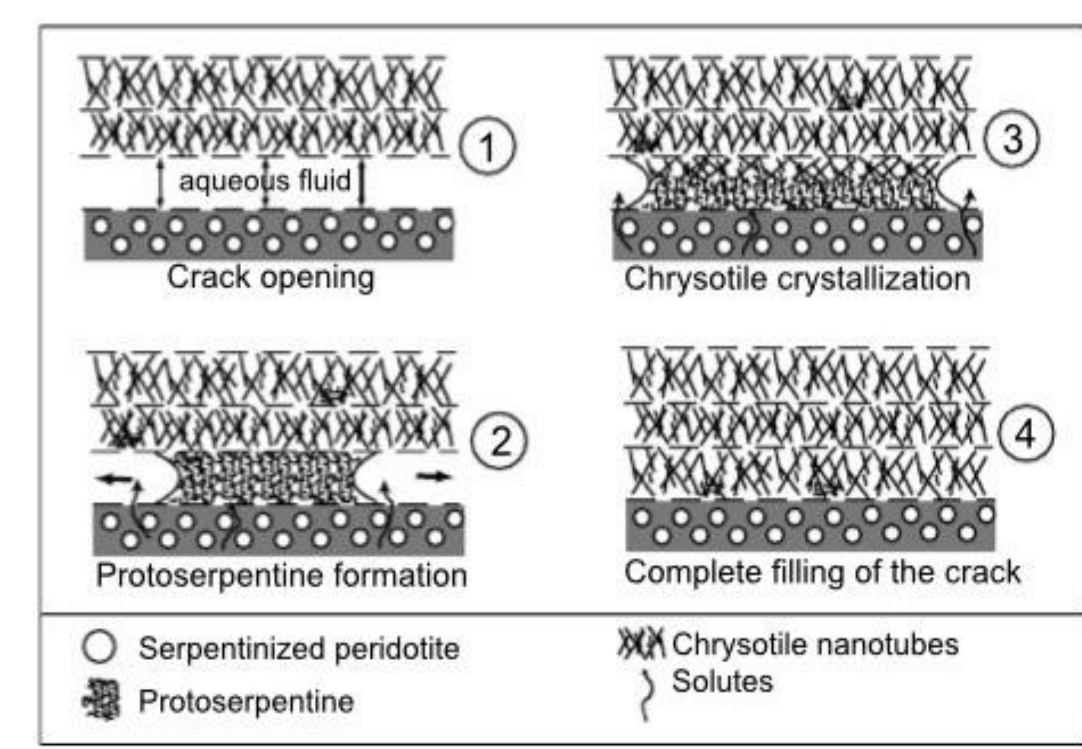 1
aqueous fluid
Crack opening
3
Chrysotile crystallization
2
Protoserpentine formation
4
Complete filling of the crack
Serpentinized peridotite
Protoserpentine
Chrysotile nanotubes
Solutes